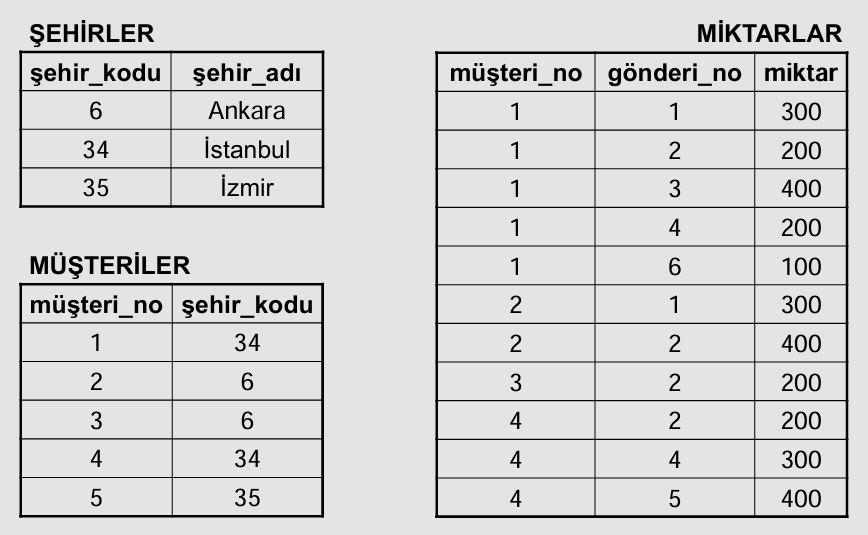 ŞEHİRLER
şehir_kodu şehir_adı
6 Ankara
34 İstanbul
35 İzmir
MÜŞTERİLER
müşteri_no şehir_kodu
1 34
2 6
3 6
4 34
5 35
MİKTARLAR
müşteri_no gönderi_no miktar
1 1 300
1 2 200
1 3 400
1 4 200
1 6 100
2 1 300
2 2 400
3 2 200
4 2 200
4 4 300
4 5 400